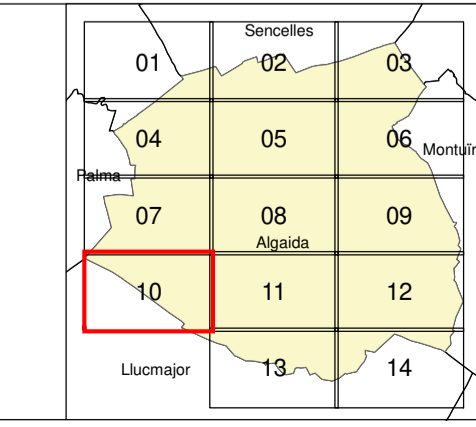 Sencelles
01 02 03
04 05 06
Montuïr
Palma
07 08 09
Algaida
10 11 12
Llucmajor
13 14